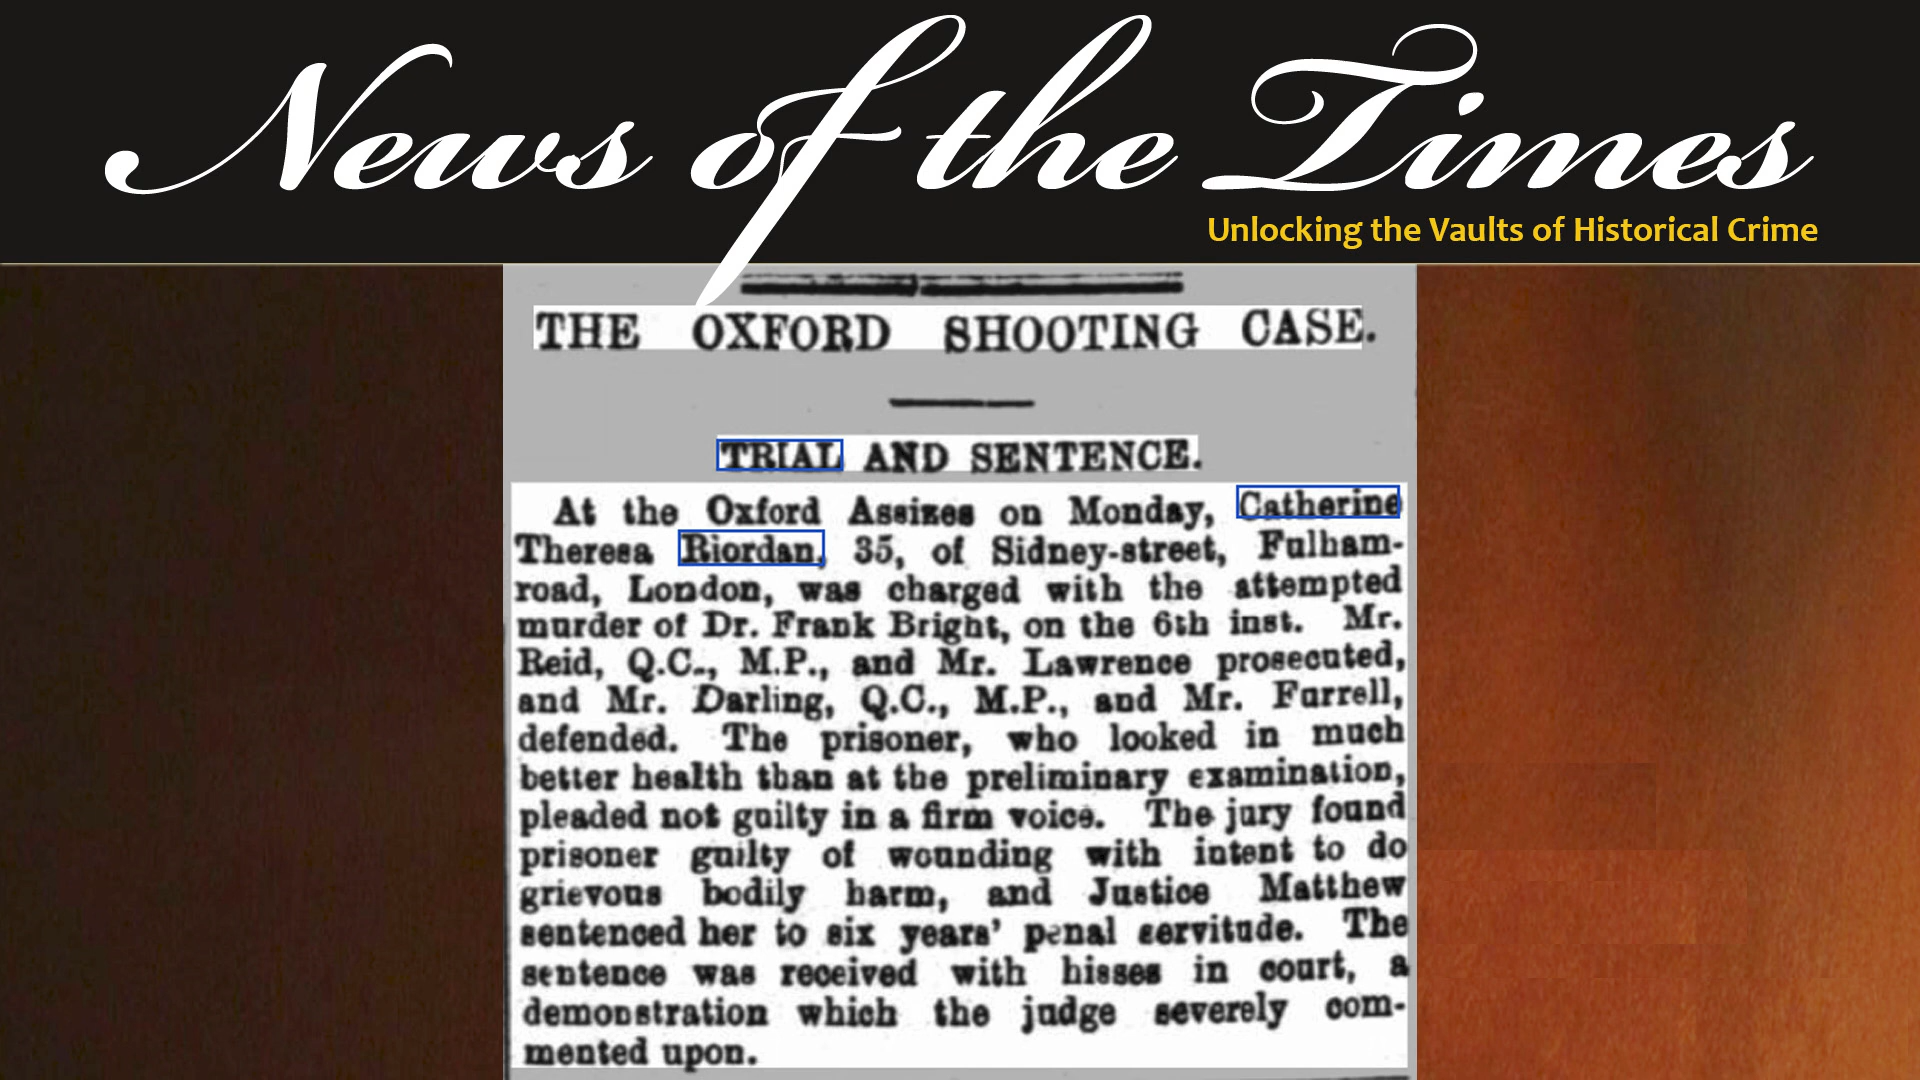 News of the Times
Unlocking the Vaults of Historical Crime
THE OXFORD SHOOTING CASE.
TRIAL AND SENTENCE.
At the Oxford Assizes on Monday, Catherine
Theresa Riordan, 35, of Sidney-street, Fulham-
road, London, was charged with the attempted
murder of Dr. Frank Bright, on the 6th inst. Mr.
Reid, Q.C., M.P., and Mr. Lawrence prosecuted,
and Mr. Darling, Q.C., M.P., and Mr. Farrell,
defended. The prisoner, who looked in much
better health than at the preliminary examination,
pleaded not guilty in a firm voice. The jury found
prisoner guilty of wounding with intent to do
grievous bodily harm, and Justice Matthew
sentenced her to six years' penal servitude. The
sentence was received with hisses in court, a
demonstration which the judge severely com-
mented upon.